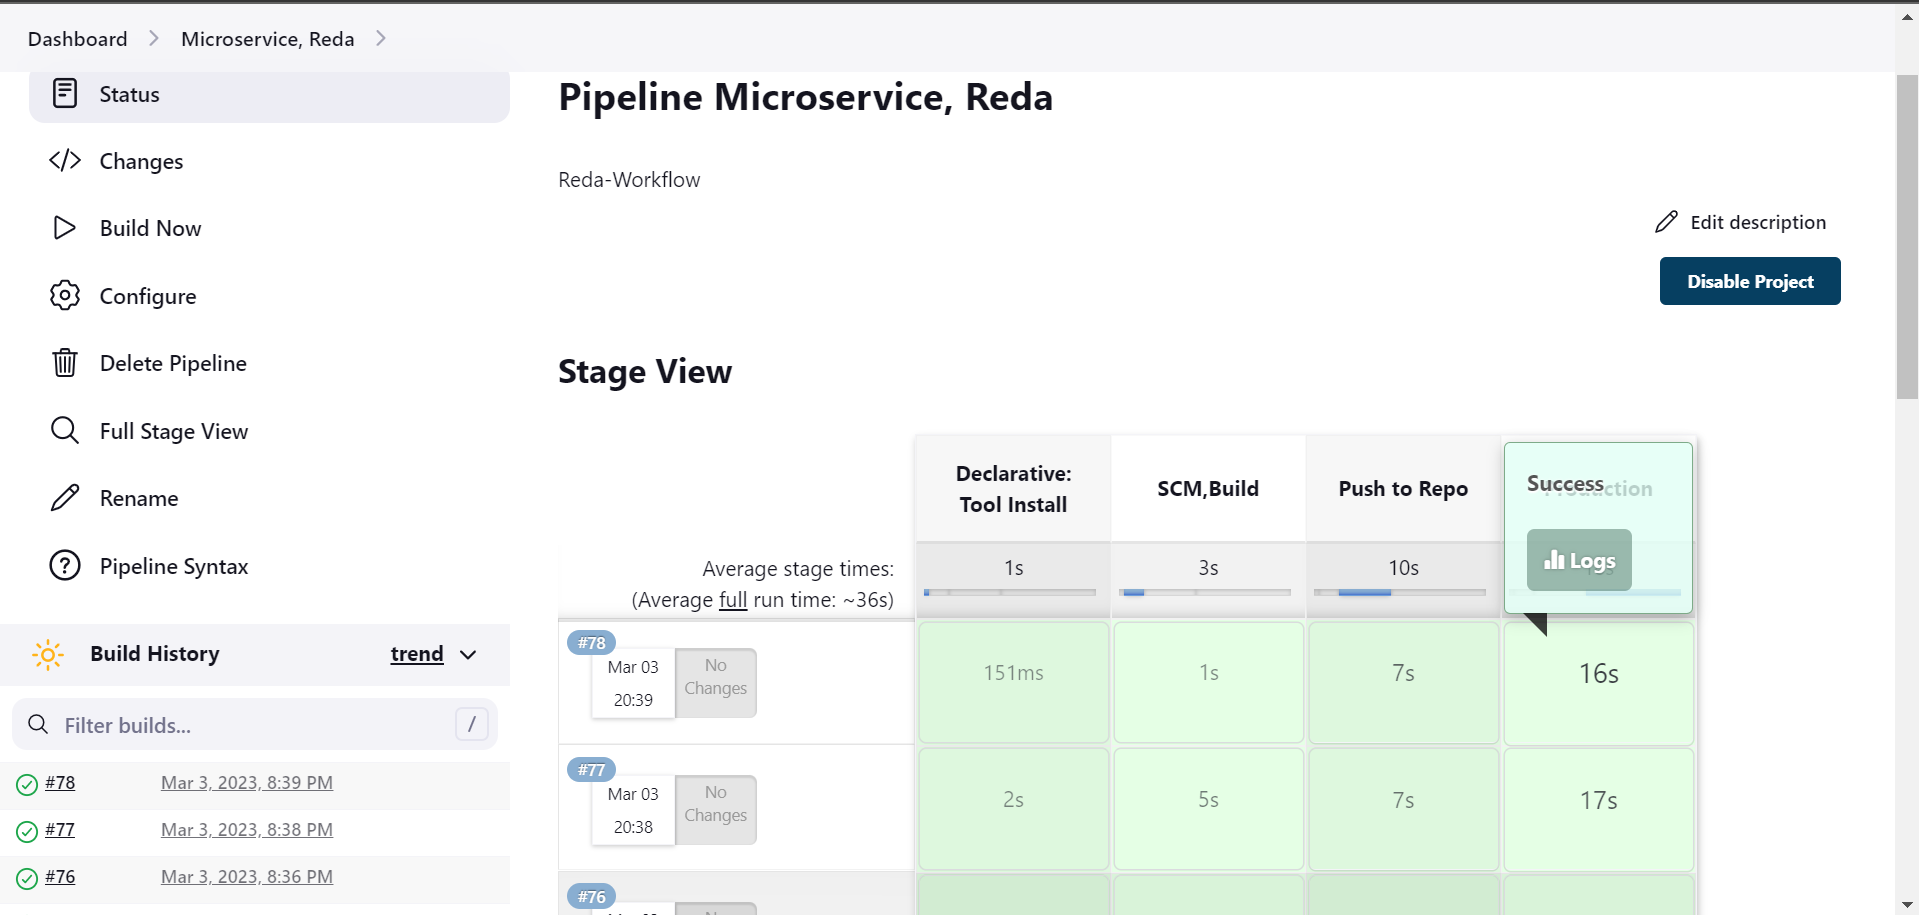 Dashboard
Microservice, Reda
Status
Changes
Build Now
Configure
Delete Pipeline
Full Stage View
Rename
Pipeline Syntax
Build History
trend
Filter builds...
/
#78
Mar 3, 2023, 8:39 PM
#77
Mar 3, 2023, 8:38 PM
#76
Mar 3, 2023, 8:36 PM
Pipeline Microservice, Reda
Reda-Workflow
Edit description
Disable Project
Stage View
Declarative:
Tool Install
SCM,Build
Push to Repo
Production
Success
Logs
Average stage times:
(Average full run time: ~36s)
1s
3s
10s
#78
Mar 03
20:39
No
Changes
151ms
1s
7s
16s
#77
Mar 03
20:38
No
Changes
2s
5s
7s
17s
#76